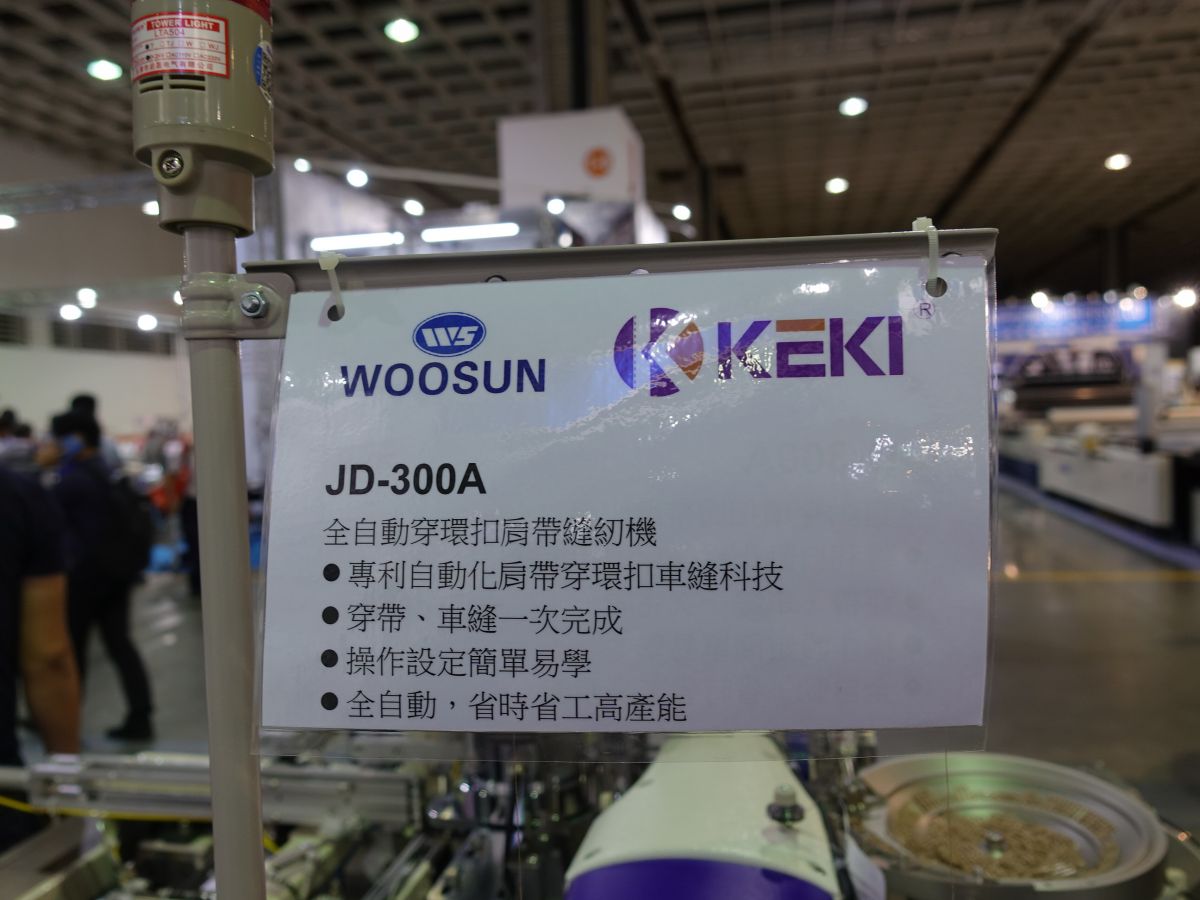 TOWER LIGHT
LTA504
WS
WOOSUN
KEKI®
JD-300A
全自動穿環扣肩帶縫紉機
●專利自動化肩帶穿環扣車縫科技
●穿帶、車縫一次完成
●操作設定簡單易學
●全自動，省時省工高產能